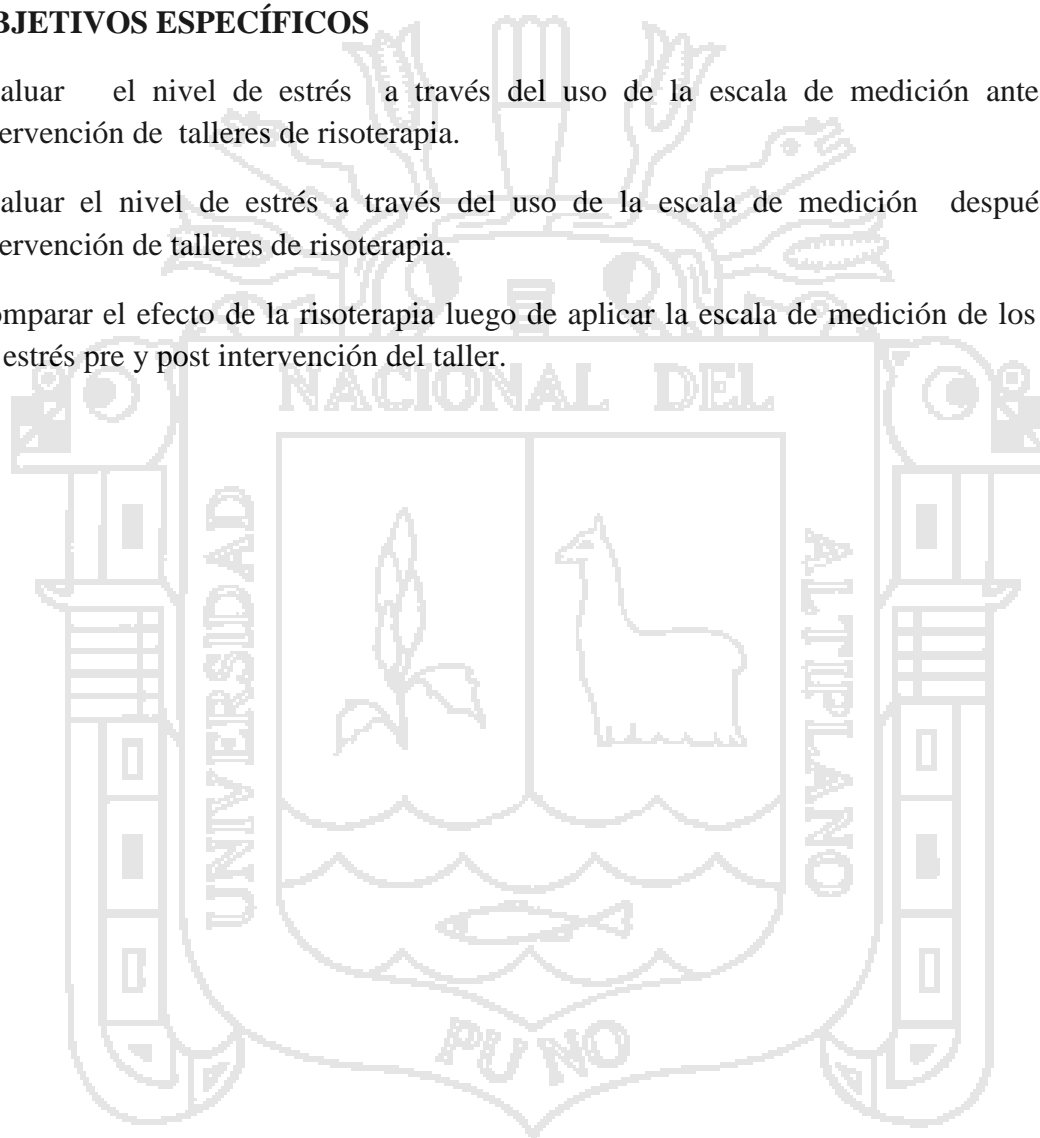 BJETIVOS ESPECÍFICOS
aluar el nivel de estrés a través del uso de la escala de medición ante
ervención de talleres de risoterapia.
aluar el nivel de estrés a través del uso de la escala de medición despué
ervención de talleres de risoterapia.
omparar el efecto de la risoterapia luego de aplicar la escala de medición de los
estrés pre y post intervención del taller.
NACIONAL DEL
UNIVERSIDAD
ALTIPLANO
PUNO